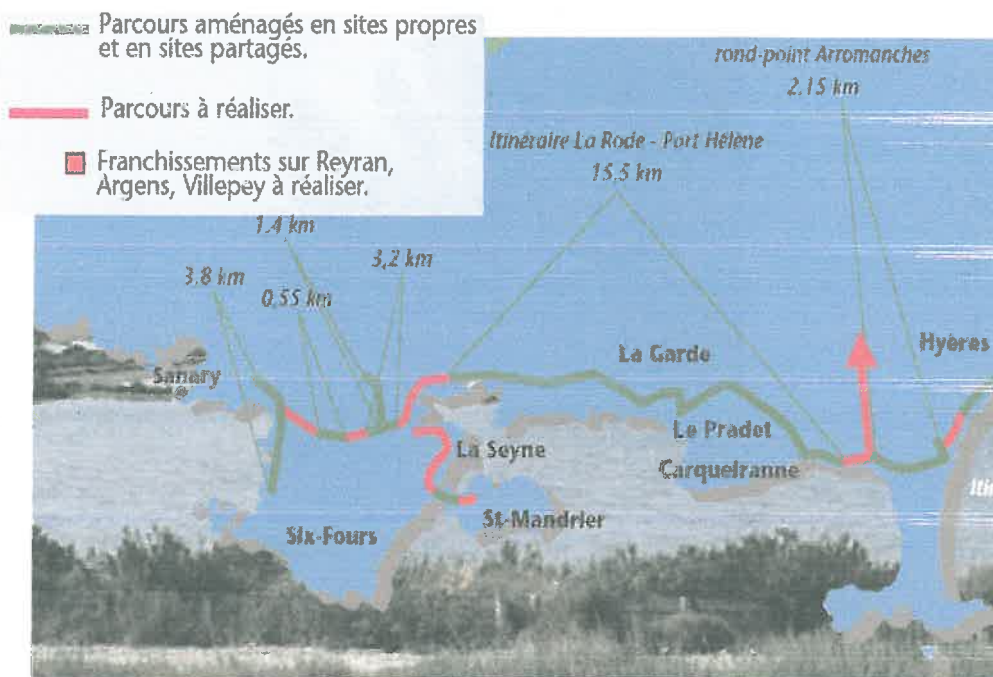 Parcours aménagés en sites propres
et en sites partagés.
Parcours à réaliser.
Franchissements sur Reyran,
Argens, Villepey à réaliser.
rond-point Arromanches
2.15 km
Itinéraire La Rode - Port Hélène
15.5 km
1.4 km
3,2 km
3.8 km
0,55 km
La Garde
Hyères
Sanary
Le Pradet
La Seyne
Carqueiranne
Six-Fours
St-Mandrier
Iti